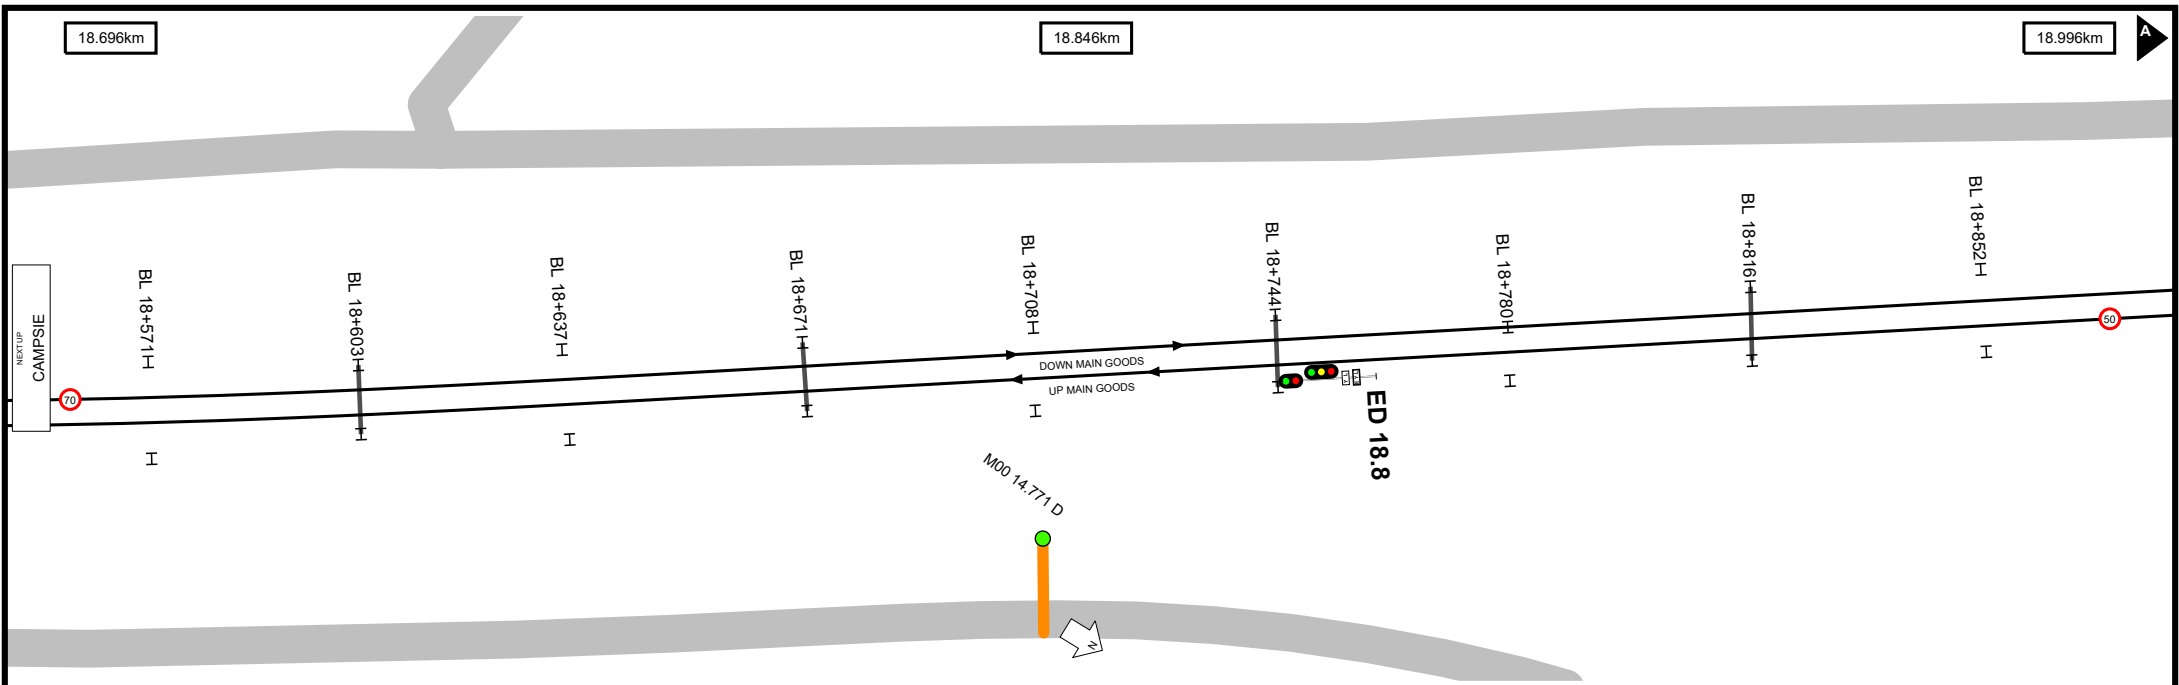 18.696km
18.846km
18.996km
A
BL 18+571
BL 18+603
BL 18+637
BL 18+671
BL 18+708
BL 18+744
BL 18+780
BL 18+816
BL 18+852
NEXT UP
CAMPSIE
70
50
DOWN MAIN GOODS
UP MAIN GOODS
ED 18.8
M00 14.771 D
N